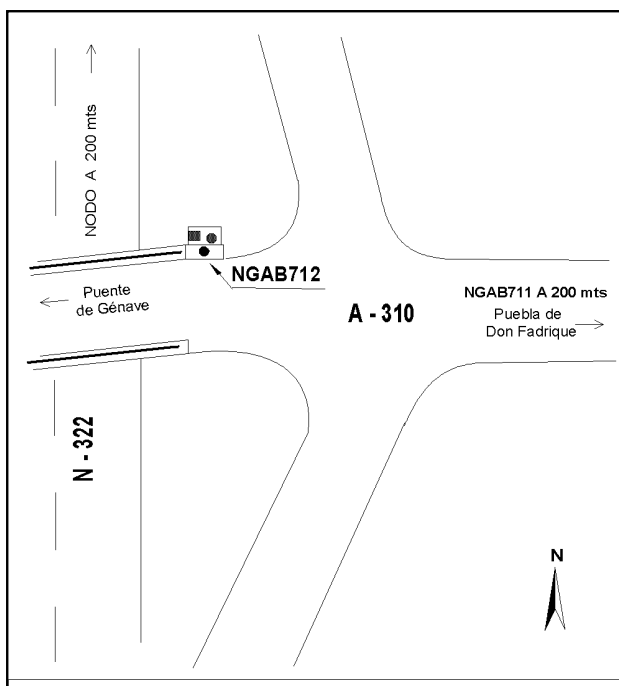 NODO A 200 mts
NGAB712
Puente
de Génave
A - 310
NGAB711 A 200 mts
Puebla de
Don Fadrique
N - 322
N